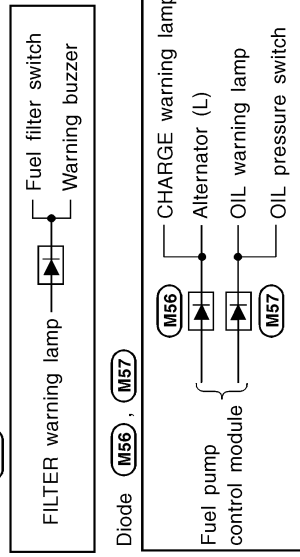 Fuel filter switch
Warning buzzer
FILTER warning lamp
Diode M56 , M57
CHARGE warning lamp
Alternator (L)
OIL warning lamp
OIL pressure switch
M56
M57
Fuel pump
control module